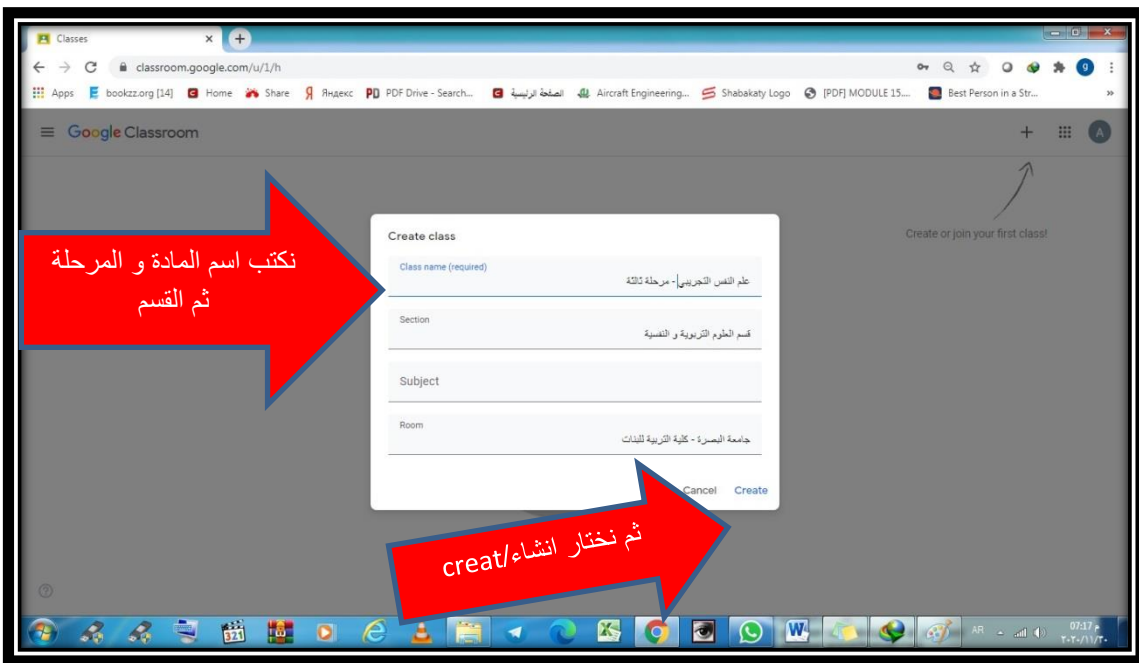 Classes
classroom.google.com/u/1/h
Apps bookzz.org [14] Home Share Яндекс PDF Drive - Search... الصفحة الرئيسية Aircraft Engineering... Shabakaty Logo [PDF] MODULE 15.... Best Person in a Str... »
Google Classroom
A
Create or join your first class!
نكتب اسم المادة و المرحلة
ثم القسم
Create class
Class name (required)
علم النفس التجريبي- مرحلة ثالثة
Section
قسم العلوم التربوية و النفسية
Subject
Room
جامعة البصرة - كلية التربية للبنات
Cancel Create
ثم نختار انشاء/creat
AR
07:17 م
٢٠٢٠/١١/٢٠